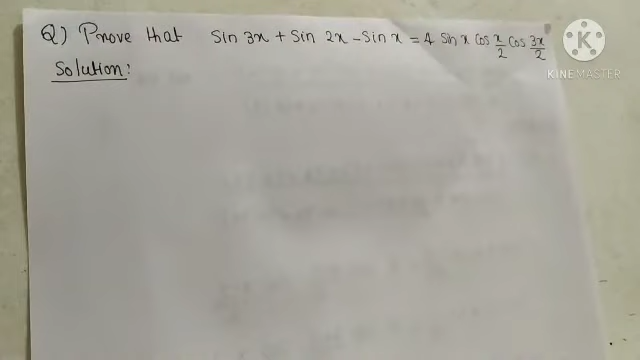 Q) Prove that Sin 3x + Sin 2x - Sin x = 4 Sin x Cos x/2 Cos 3x/2
Solution:
KINEMASTER